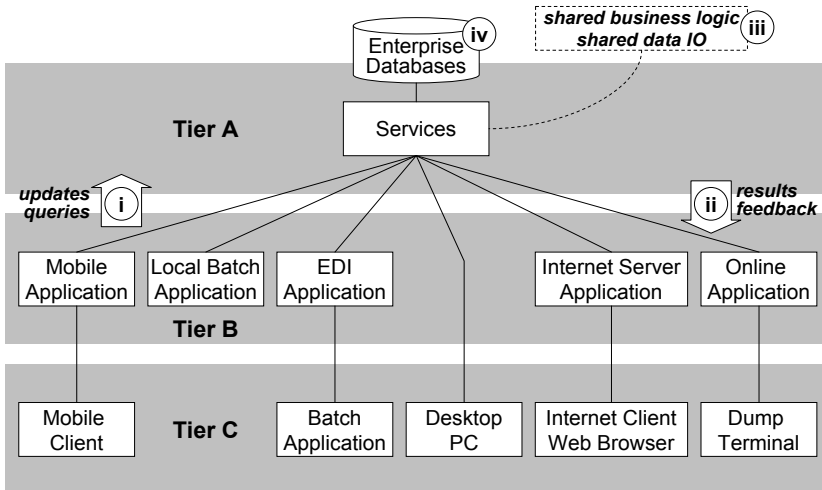 Enterprise
Databases
iv
shared business logic
shared data IO
iii
Tier A
Services
updates
queries
i
ii
results
feedback
Mobile
Application
Local Batch
Application
EDI
Application
Internet Server
Application
Online
Application
Tier B
Mobile
Client
Tier C
Batch
Application
Desktop
PC
Internet Client
Web Browser
Dump
Terminal